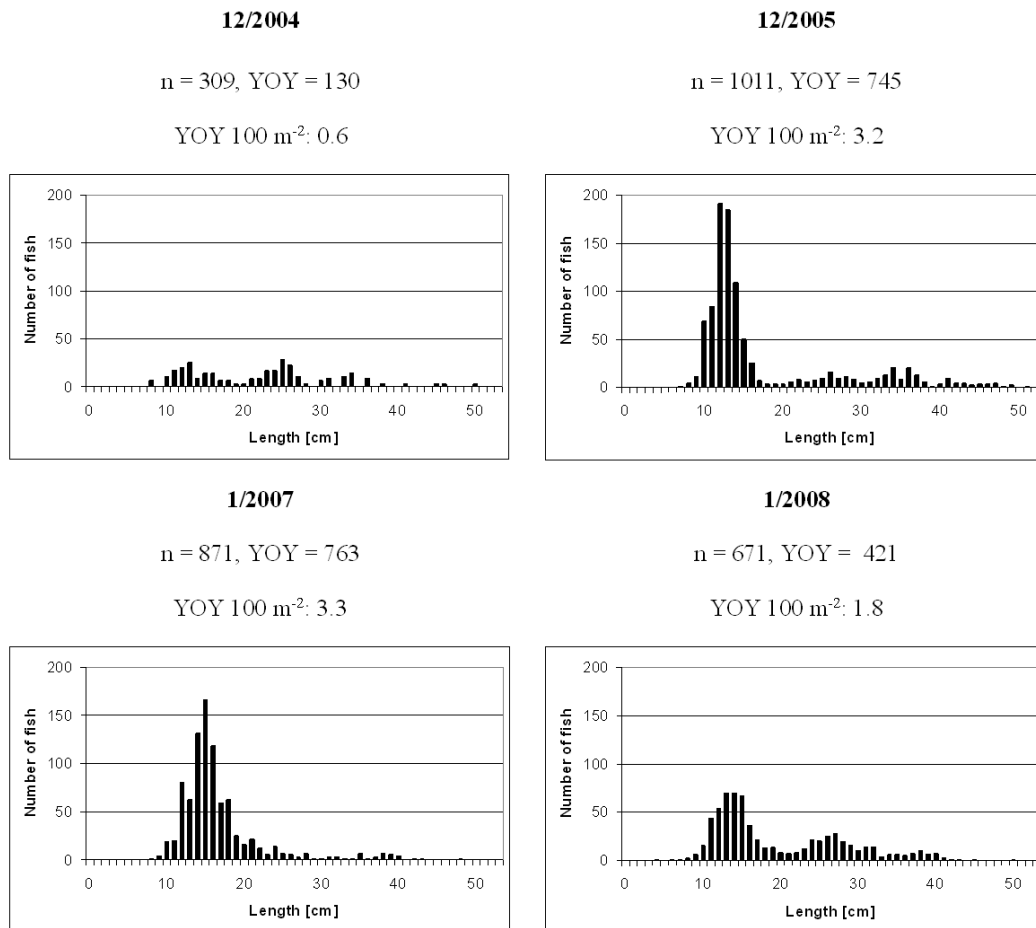 12/2004
n = 309, YOY = 130
YOY 100 m⁻²: 0.6
200
150
100
50
0
Number of fish
0 10 20 30 40 50
Length [cm]
12/2005
n = 1011, YOY = 745
YOY 100 m⁻²: 3.2
200
150
100
50
0
Number of fish
0 10 20 30 40 50
Length [cm]
1/2007
n = 871, YOY = 763
YOY 100 m⁻²: 3.3
200
150
100
50
0
Number of fish
0 10 20 30 40 50
Length [cm]
1/2008
n = 671, YOY = 421
YOY 100 m⁻²: 1.8
200
150
100
50
0
Number of fish
0 10 20 30 40 50
Length [cm]